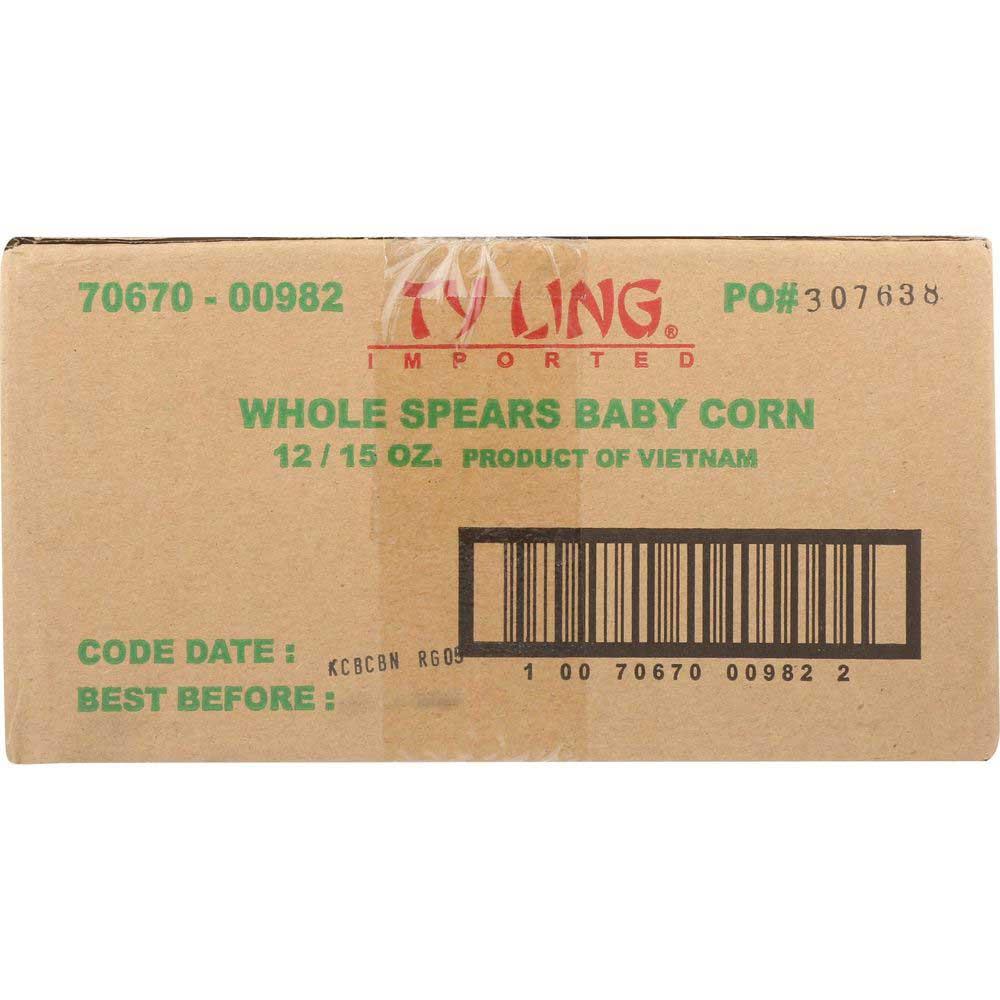 70670 - 00982
TY LING®
IMPORTED
PO# 307638
WHOLE SPEARS BABY CORN
12 / 15 OZ. PRODUCT OF VIETNAM
CODE DATE : KCBCBN RG05
BEST BEFORE :
1 00 70670 00982 2